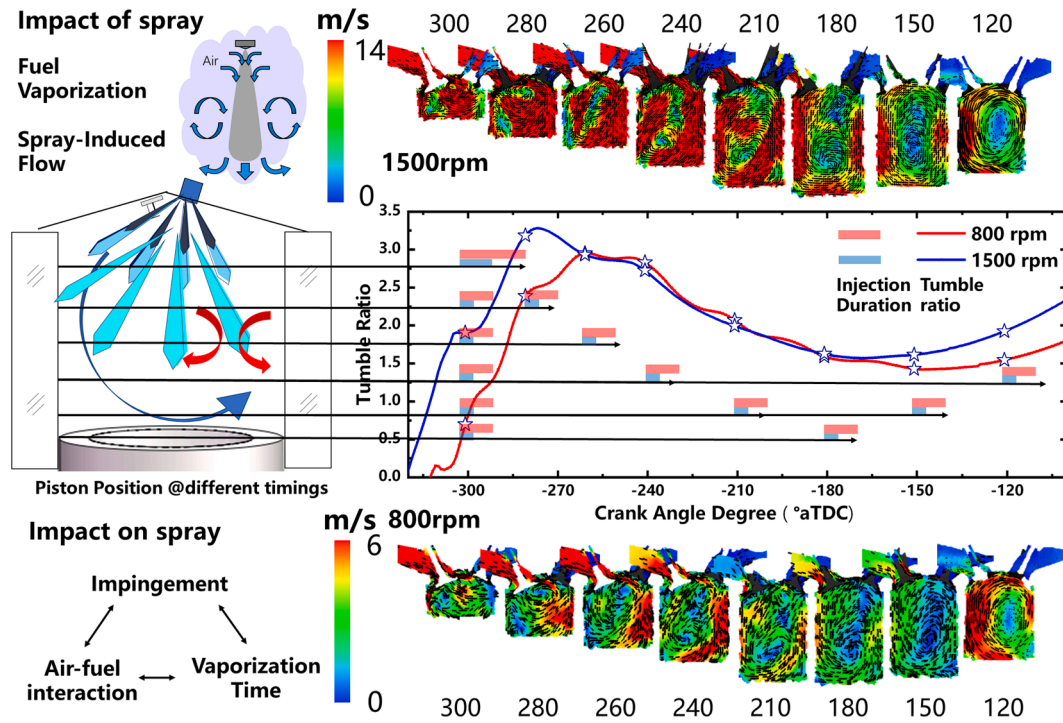 Impact of spray
Fuel
Vaporization
Spray-Induced
Flow
Air
m/s
14
0
1500rpm
300 280 260 240 210 180 150 120
3.5
3.0
2.5
2.0
1.5
1.0
0.5
0.0
Tumble Ratio
800 rpm
1500 rpm
Injection Tumble
Duration ratio
-300 -270 -240 -210 -180 -150 -120
Crank Angle Degree ( °aTDC)
Piston Position @different timings
Impact on spray
Impingement
Air-fuel
interaction
Vaporization
Time
m/s
6
0
800rpm
300 280 260 240 210 180 150 120